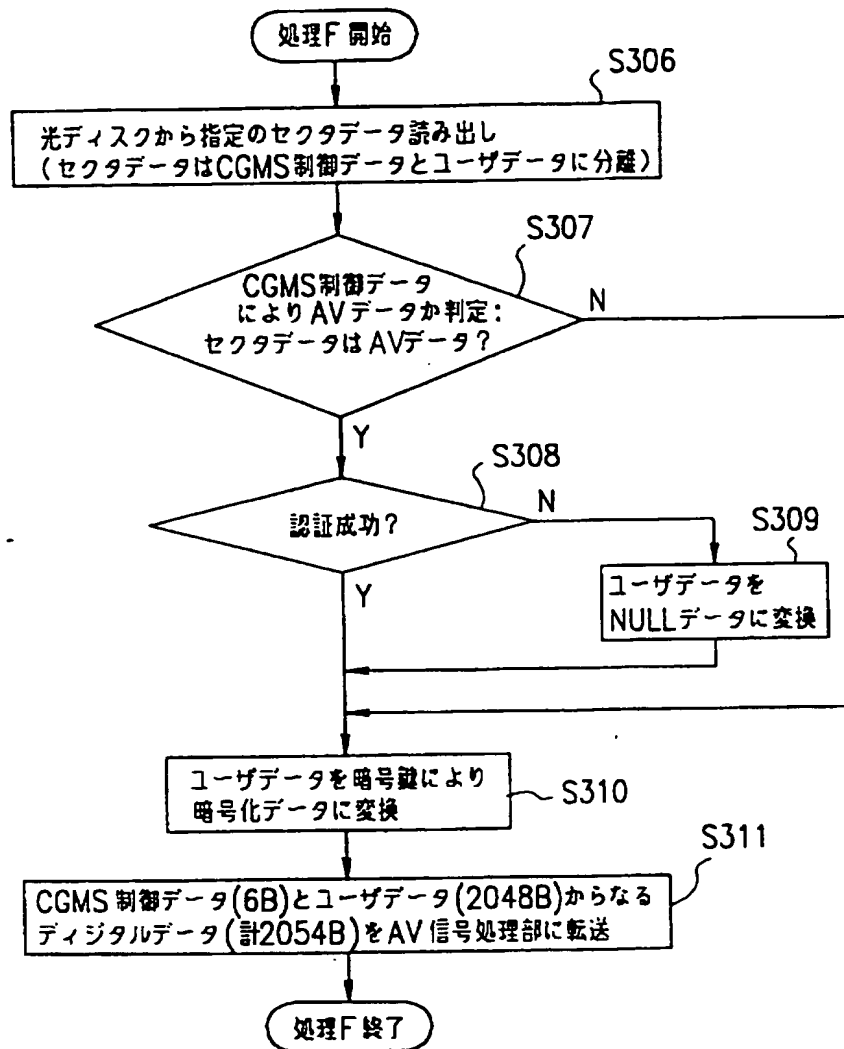 処理F 開始
S306
光ディスクから指定のセクタデータ読み出し
(セクタデータはCGMS制御データとユーザデータに分離)
S307
CGMS制御データ
によりAVデータか判定:
セクタデータはAVデータ?
N
Y
S308
認証成功?
N
S309
ユーザデータを
NULLデータに変換
Y
ユーザデータを暗号鍵により
暗号化データに変換
S310
S311
CGMS 制御データ(6B)とユーザデータ(2048B)からなる
ディジタルデータ(計2054B)をAV信号処理部に転送
処理F 終了